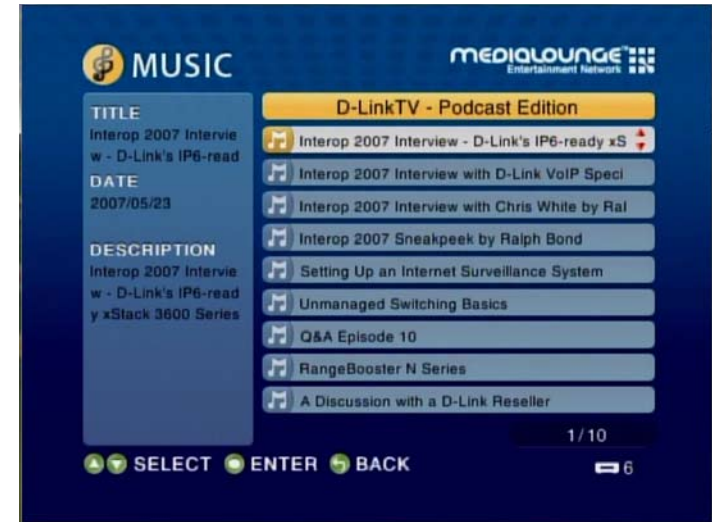 MUSIC
MEDIALOUNGE™
Entertainment Network
TITLE
Interop 2007 Intervie
w - D-Link's IP6-read
DATE
2007/05/23
DESCRIPTION
Interop 2007 Intervie
w - D-Link's IP6-read
y xStack 3600 Series
D-LinkTV - Podcast Edition
Interop 2007 Interview - D-Link's IP6-ready xS
Interop 2007 Interview with D-Link VoIP Speci
Interop 2007 Interview with Chris White by Ral
Interop 2007 Sneakpeek by Ralph Bond
Setting Up an Internet Surveillance System
Unmanaged Switching Basics
Q&A Episode 10
RangeBooster N Series
A Discussion with a D-Link Reseller
1/10
SELECT ENTER BACK
6